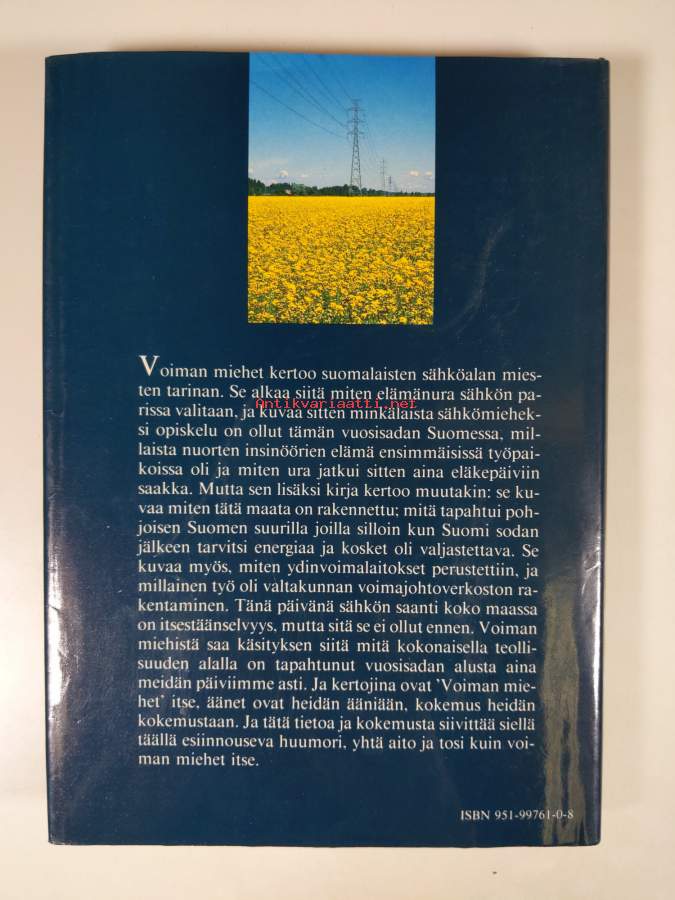 Voiman miehet kertoo suomalaisten sähköalan mies-
ten tarinan. Se alkaa siitä miten elämänura sähkön pa-
rissa valitaan, ja kuvaa sitten minkälaista sähkömiehek-
Antikvariaatti.net
si opiskelu on ollut tämän vuosisadan Suomessa, mil-
laista nuorten insinöörien elämä ensimmäisissä työpai-
koissa oli ja miten ura jatkui sitten aina eläkepäiviin
saakka. Mutta sen lisäksi kirja kertoo muutakin: se ku-
vaa miten tätä maata on rakennettu; mitä tapahtui poh-
joisen Suomen suurilla joilla silloin kun Suomi sodan
jälkeen tarvitsi energiaa ja kosket oli valjastettava. Se
kuvaa myös, miten ydinvoimalaitokset perustettiin, ja
millainen työ oli valtakunnan voimajohtoverkoston ra-
kentaminen. Tänä päivänä sähkön saanti koko maassa
on itsestäänselvyys, mutta sitä se ei ollut ennen. Voiman
miehistä saa käsityksen siitä mitä kokonaisella teolli-
suuden alalla on tapahtunut vuosisadan alusta aina
meidän päiviimme asti. Ja kertojina ovat 'Voiman mie-
het' itse, äänet ovat heidän ääniään, kokemus heidän
kokemustaan. Ja tätä tietoa ja kokemusta siivittää siellä
täällä esiinnouseva huumori, yhtä aito ja tosi kuin voi-
man miehet itse.
ISBN 951-99761-0-8